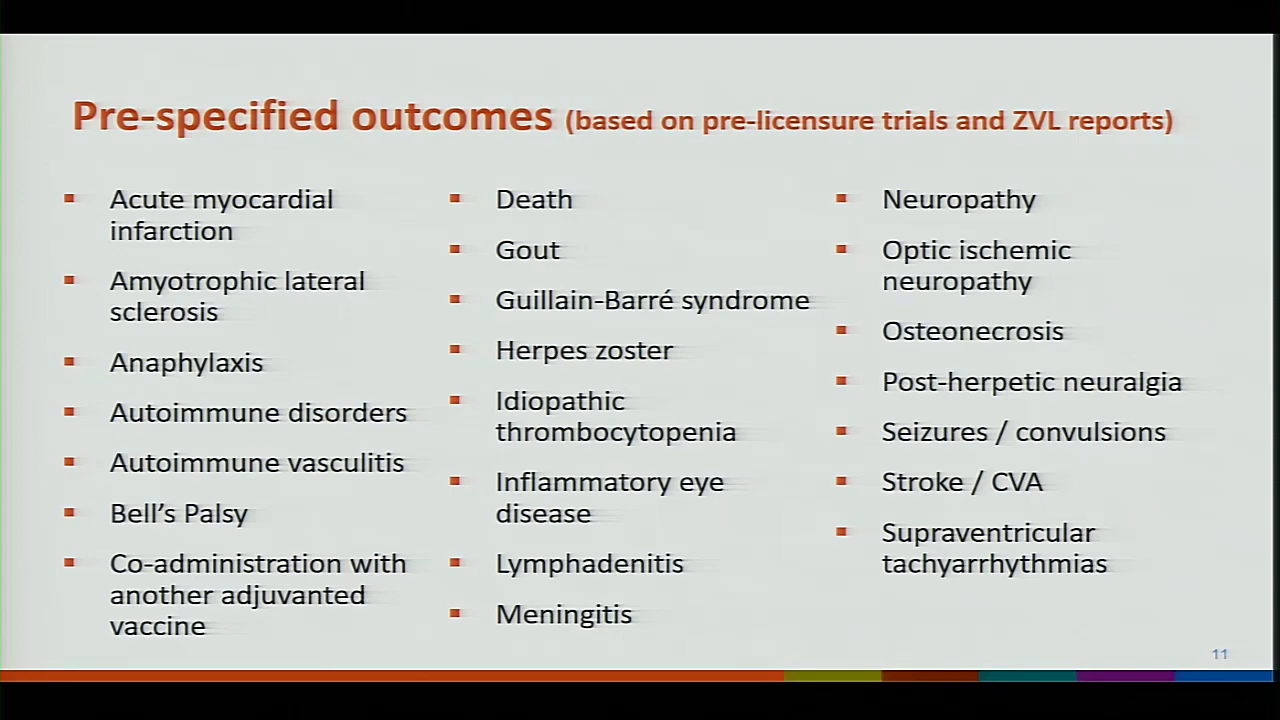 Pre-specified outcomes (based on pre-licensure trials and ZVL reports)
Acute myocardial
infarction
Amyotrophic lateral
sclerosis
Anaphylaxis
Autoimmune disorders
Autoimmune vasculitis
Bell’s Palsy
Co-administration with
another adjuvanted
vaccine
Death
Gout
Guillain-Barré syndrome
Herpes zoster
Idiopathic
thrombocytopenia
Inflammatory eye
disease
Lymphadenitis
Meningitis
Neuropathy
Optic ischemic
neuropathy
Osteonecrosis
Post-herpetic neuralgia
Seizures / convulsions
Stroke / CVA
Supraventricular
tachyarrhythmias
11